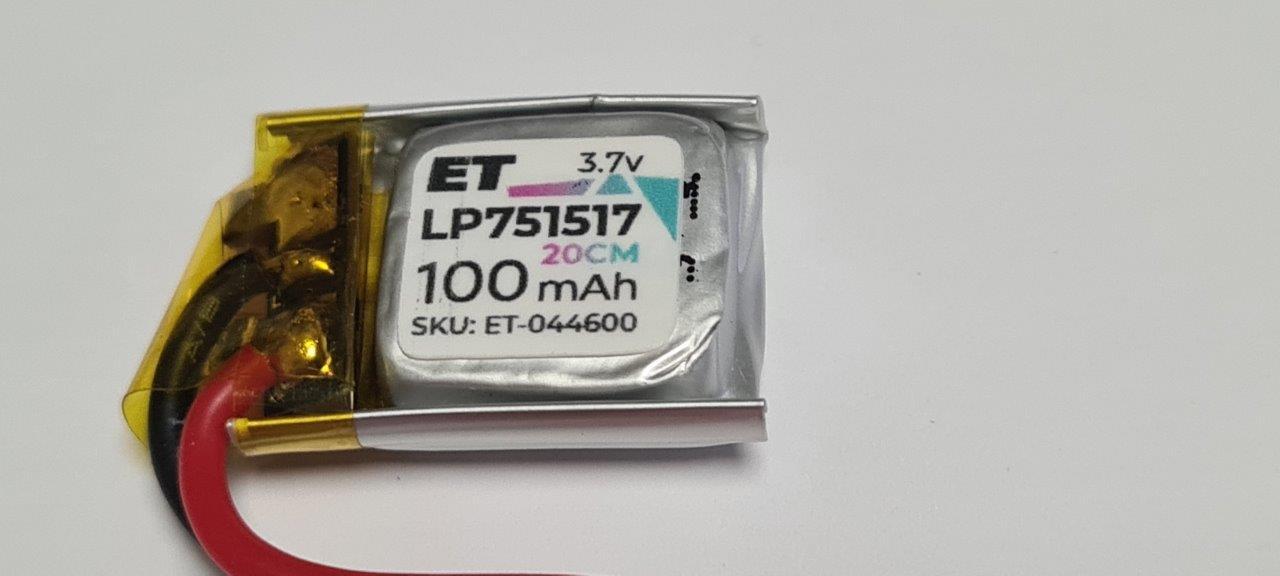 ET 3.7v
LP751517
20CM
100 mAh
SKU: ET-044600